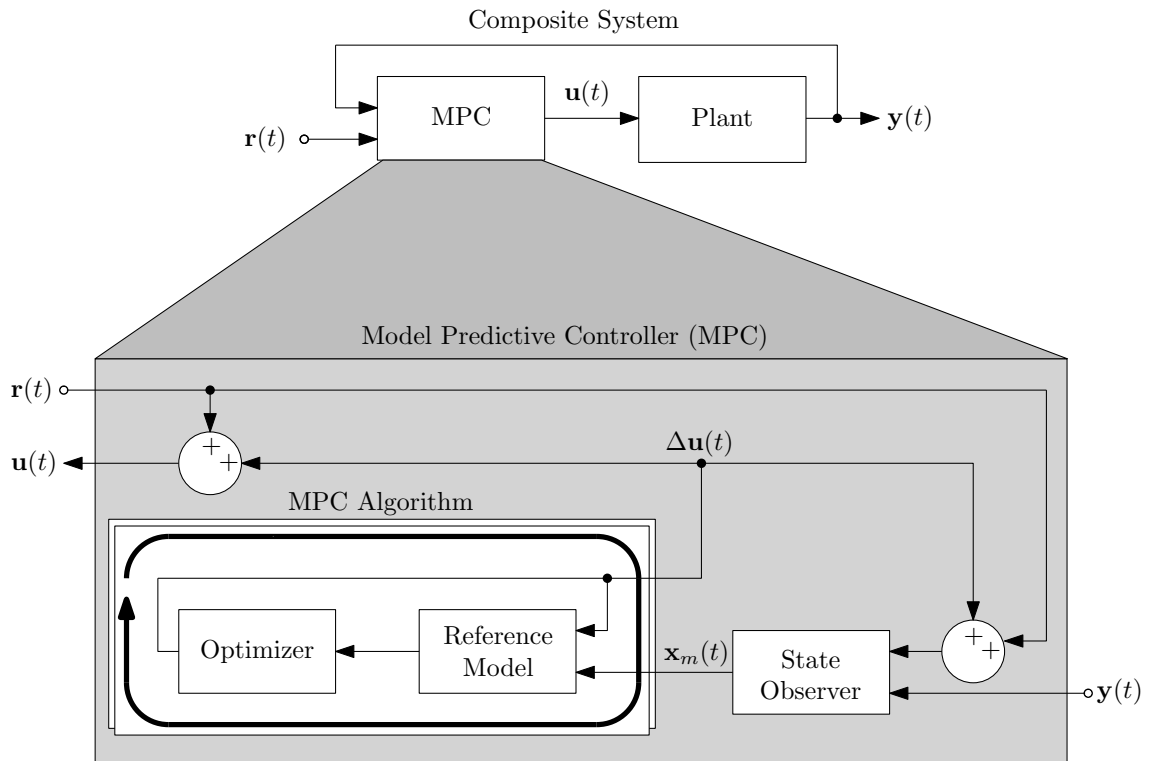 Composite System
MPC
u(t)
Plant
y(t)
r(t)
Model Predictive Controller (MPC)
r(t)
+
+
u(t)
Δu(t)
MPC Algorithm
Optimizer
Reference
Model
x_m(t)
State
Observer
+
+
y(t)